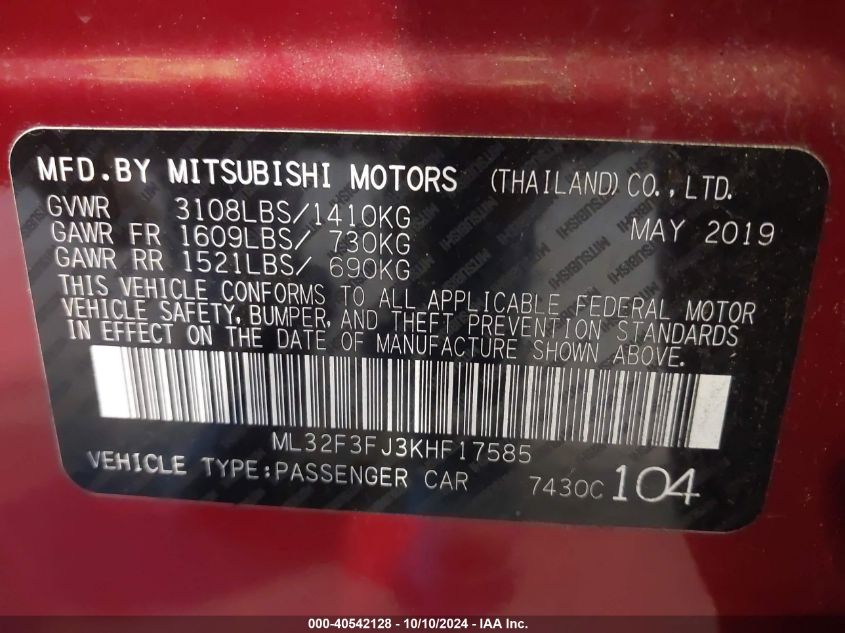 MFD.BY MITSUBISHI MOTORS (THAILAND) CO., LTD.
GVWR 3108LBS/1410KG MAY 2019
GAWR FR 1609LBS/ 730KG
GAWR RR 1521LBS/ 690KG
THIS VEHICLE CONFORMS TO ALL APPLICABLE FEDERAL MOTOR
VEHICLE SAFETY, BUMPER, AND THEFT PREVENTION STANDARDS
IN EFFECT ON THE DATE OF MANUFACTURE SHOWN ABOVE.
ML32F3FJ3KHF17585
VEHICLE TYPE:PASSENGER CAR 7430C 104
000-40542128 - 10/10/2024 - IAA Inc.